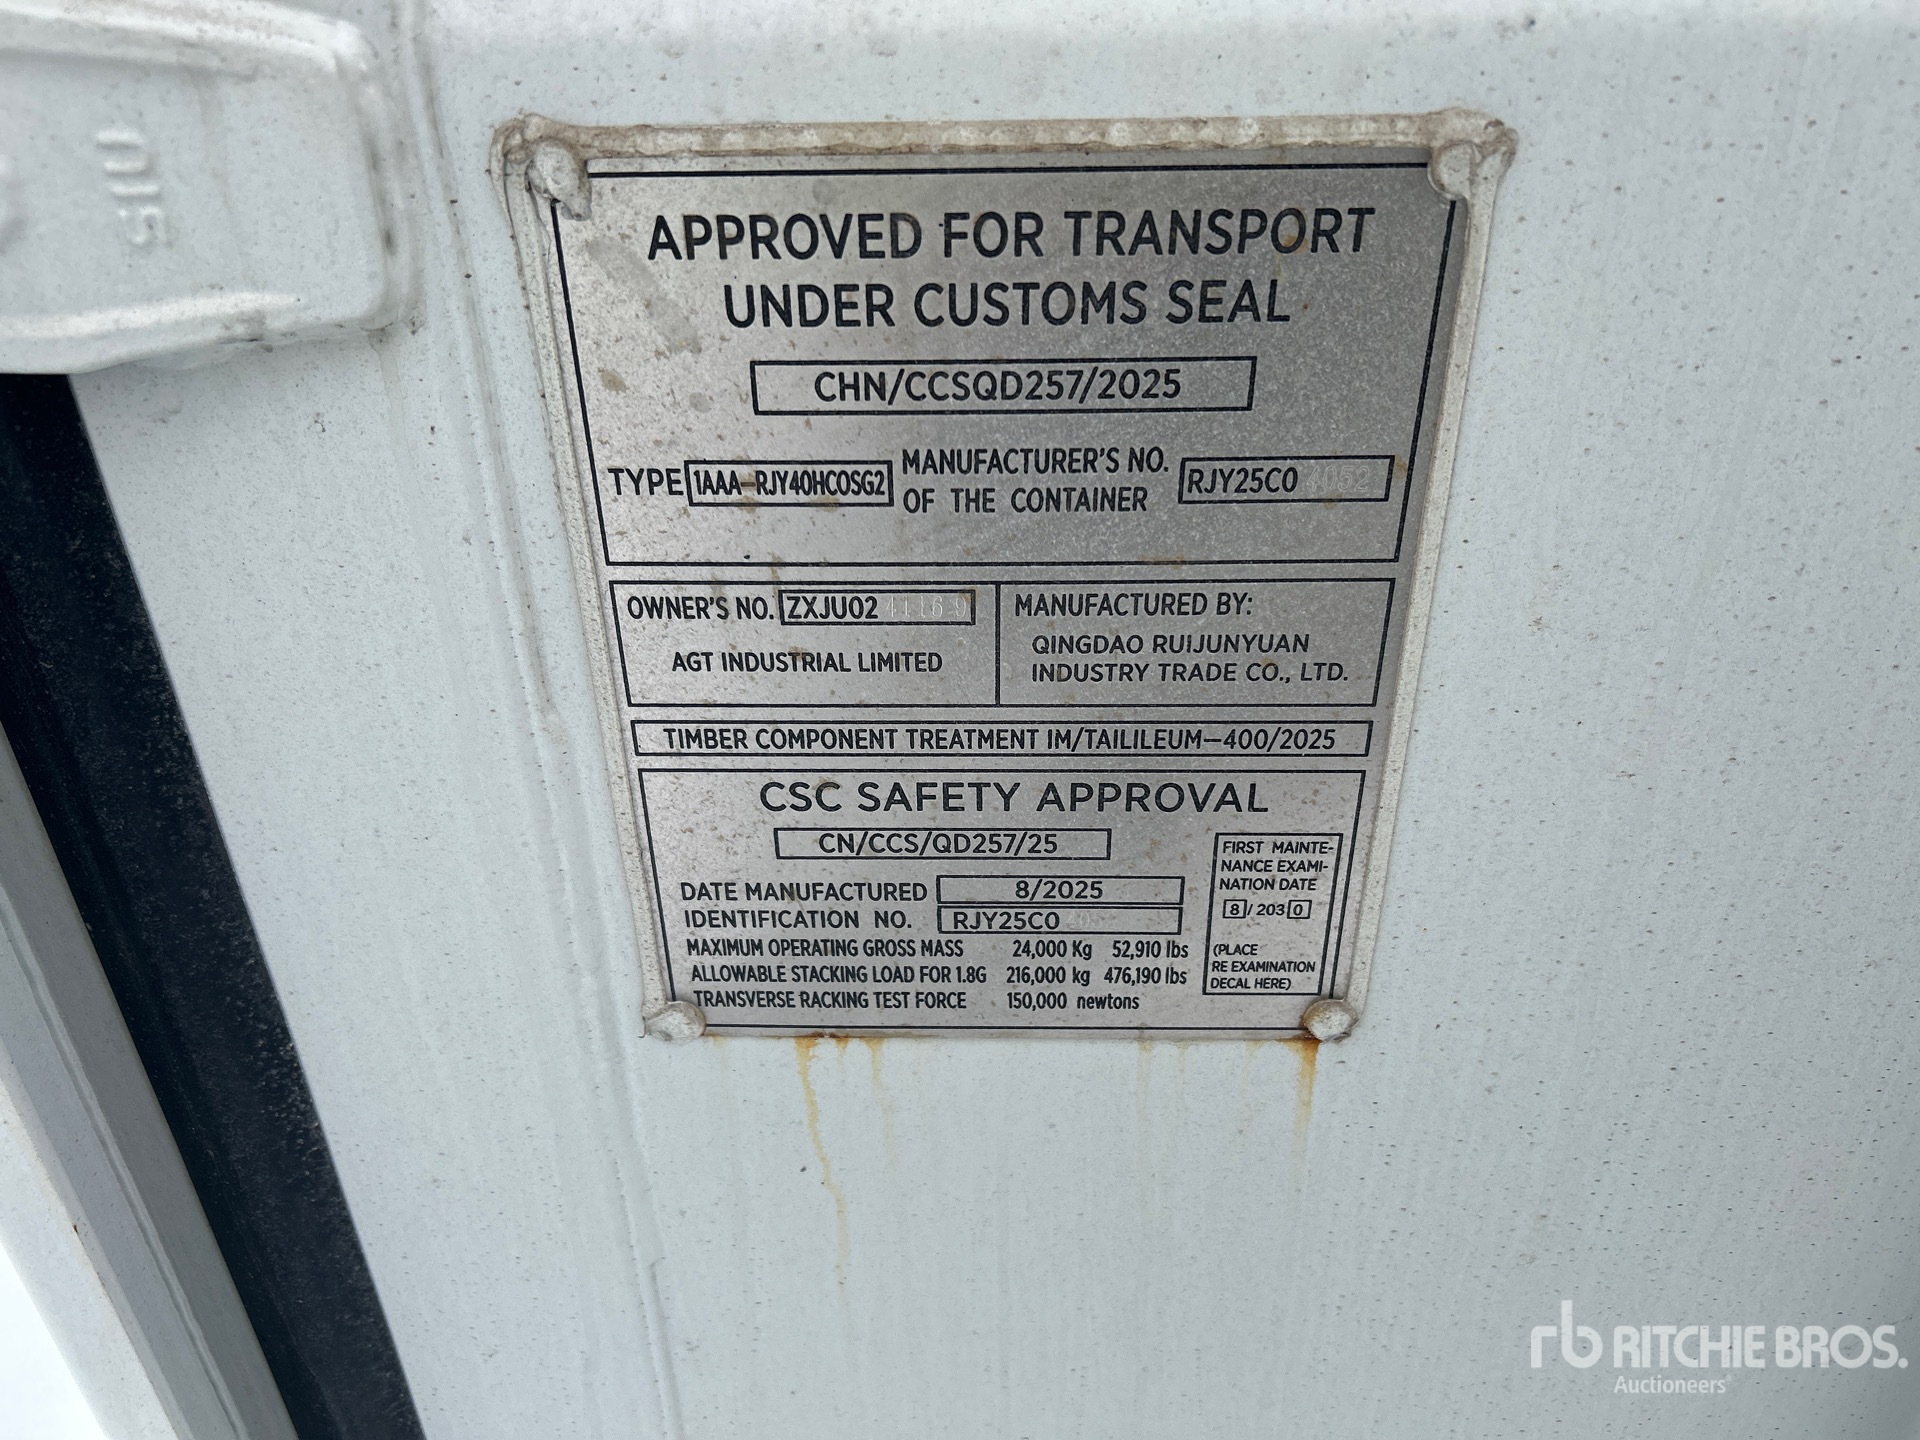 APPROVED FOR TRANSPORT
UNDER CUSTOMS SEAL
CHN/CCSQD257/2025
TYPE 1AAA-RJY40HCOSG2 MANUFACTURER'S NO. OF THE CONTAINER RJY25C04052
OWNER'S NO. ZXJU0241169
AGT INDUSTRIAL LIMITED
MANUFACTURED BY:
QINGDAO RUIJUNYUAN
INDUSTRY TRADE CO., LTD.
TIMBER COMPONENT TREATMENT IM/TAILILEUM-400/2025
CSC SAFETY APPROVAL
CN/CCS/QD257/25
DATE MANUFACTURED 8/2025
IDENTIFICATION NO. RJY25C0
MAXIMUM OPERATING GROSS MASS 24,000 Kg 52,910 lbs
ALLOWABLE STACKING LOAD FOR 1.8G 216,000 kg 476,190 lbs
TRANSVERSE RACKING TEST FORCE 150,000 newtons
FIRST MAINTE-
NANCE EXAMI-
NATION DATE
8/2030
(PLACE
RE EXAMINATION
DECAL HERE)
rb RITCHIE BROS.
Auctioneers